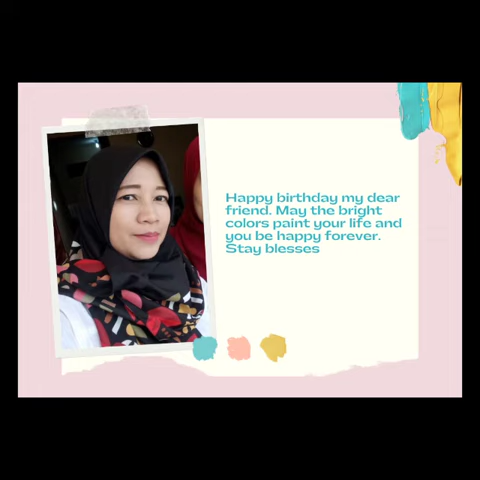 Happy birthday my dear
friend. May the bright
colors paint your life and
you be happy forever.
Stay blesses